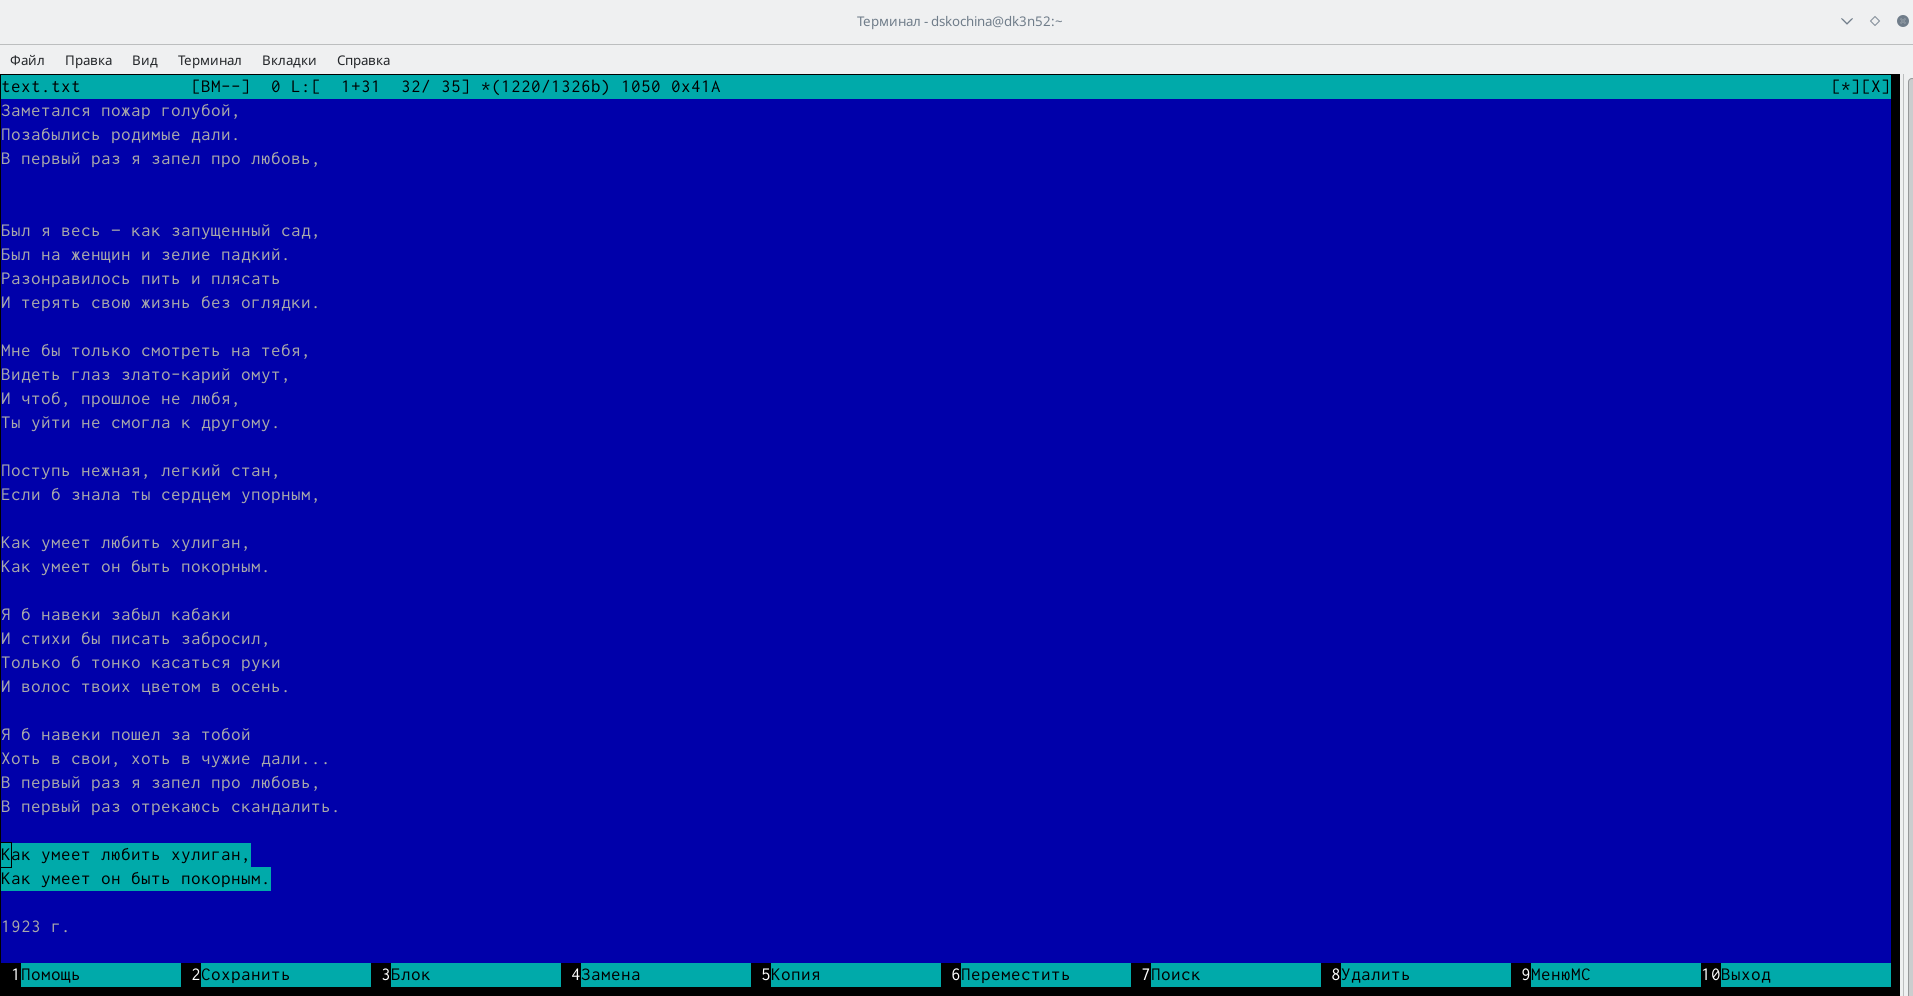 Терминал - dskochina@dk3n52:~
Файл Правка Вид Терминал Вкладки Справка
text.txt [BM--] 0 L:[ 1+31 32/ 35] *(1220/1326b) 1050 0x41A [*][X]
Заметался пожар голубой,
Позабылись родимые дали.
В первый раз я запел про любовь,
Был я весь – как запущенный сад,
Был на женщин и зелие падкий.
Разонравилось пить и плясать
И терять свою жизнь без оглядки.
Мне бы только смотреть на тебя,
Видеть глаз злато-карий омут,
И чтоб, прошлое не любя,
Ты уйти не смогла к другому.
Поступь нежная, легкий стан,
Если б знала ты сердцем упорным,
Как умеет любить хулиган,
Как умеет он быть покорным.
Я б навеки забыл кабаки
И стихи бы писать забросил,
Только б тонко касаться руки
И волос твоих цветом в осень.
Я б навеки пошел за тобой
Хоть в свои, хоть в чужие дали...
В первый раз я запел про любовь,
В первый раз отрекаюсь скандалить.
Как умеет любить хулиган,
Как умеет он быть покорным.
1923 г.
1Помощь 2Сохранить 3Блок 4Замена 5Копия 6Переместить 7Поиск 8Удалить 9МенюMC 10Выход